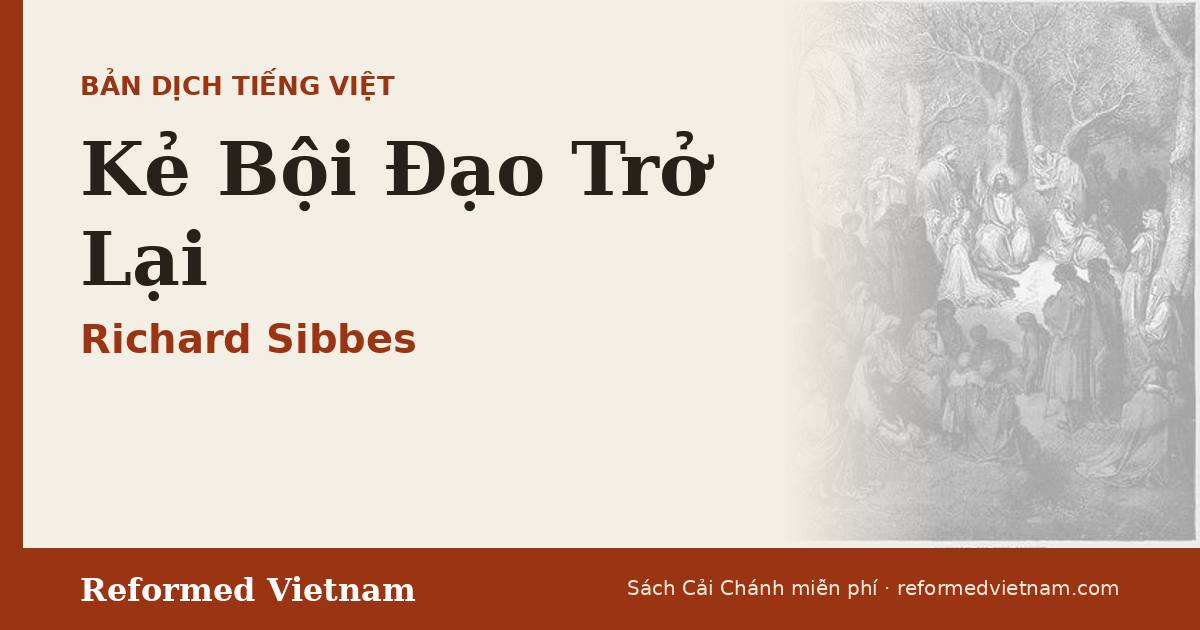 BẢN DỊCH TIẾNG VIỆT
Kẻ Bội Đạo Trở
Lại
Richard Sibbes
Reformed Vietnam
Sách Cải Chánh miễn phí · reformedvietnam.com